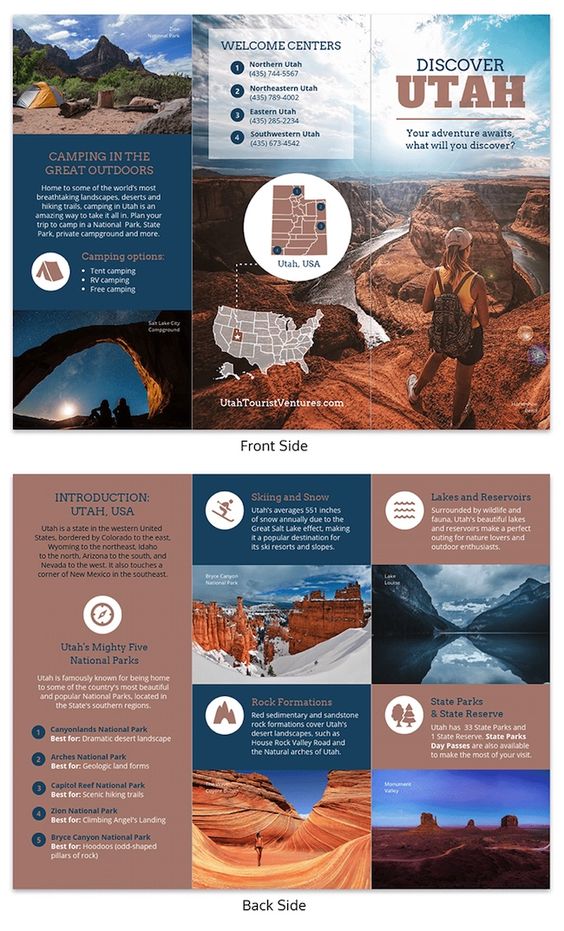 Zion
National Park
CAMPING IN THE
GREAT OUTDOORS
Home to some of the world's most
breathtaking landscapes, deserts and
hiking trails, camping in Utah is an
amazing way to take it all in. Plan your
trip to camp in a National Park, State
Park, private campground and more.
Camping options:
• Tent camping
• RV camping
• Free camping
Salt Lake City
Campground
WELCOME CENTERS
1 Northern Utah
(435) 744-5567
2 Northeastern Utah
(435) 789-4002
3 Eastern Utah
(435) 285-2234
4 Southwestern Utah
(435) 673-4542
Utah, USA
UtahTouristVentures.com
DISCOVER
UTAH
Your adventure awaits,
what will you discover?
Front Side
INTRODUCTION:
UTAH, USA
Utah is a state in the western United
States, bordered by Colorado to the east,
Wyoming to the northeast, Idaho
to the north, Arizona to the south, and
Nevada to the west. It also touches a
corner of New Mexico in the southeast.
Utah's Mighty Five
National Parks
Utah is famously known for being home
to some of the country's most beautiful
and popular National Parks, located in
the State's southern regions.
1 Canyonlands National Park
Best for: Dramatic desert landscape
2 Arches National Park
Best for: Geologic land forms
3 Capitol Reef National Park
Best for: Scenic hiking trails
4 Zion National Park
Best for: Climbing Angel's Landing
5 Bryce Canyon National Park
Best for: Hoodoos (odd-shaped
pillars of rock)
Skiing and Snow
Utah's averages 551 inches
of snow annually due to the
Great Salt Lake effect, making
it a popular destination for
its ski resorts and slopes.
Bryce Canyon
National Park
Rock Formations
Red sedimentary and sandstone
rock formations cover Utah's
desert landscapes, such as
House Rock Valley Road and
the Natural arches of Utah.
Lakes and Reservoirs
Surrounded by wildlife and
fauna, Utah's beautiful lakes
and reservoirs make a perfect
outing for nature lovers and
outdoor enthusiasts.
Lake
Louise
State Parks
& State Reserve
Utah has 33 State Parks and
1 State Reserve. State Parks
Day Passes are also available
to make the most of your visit.
Monument
Valley
Back Side